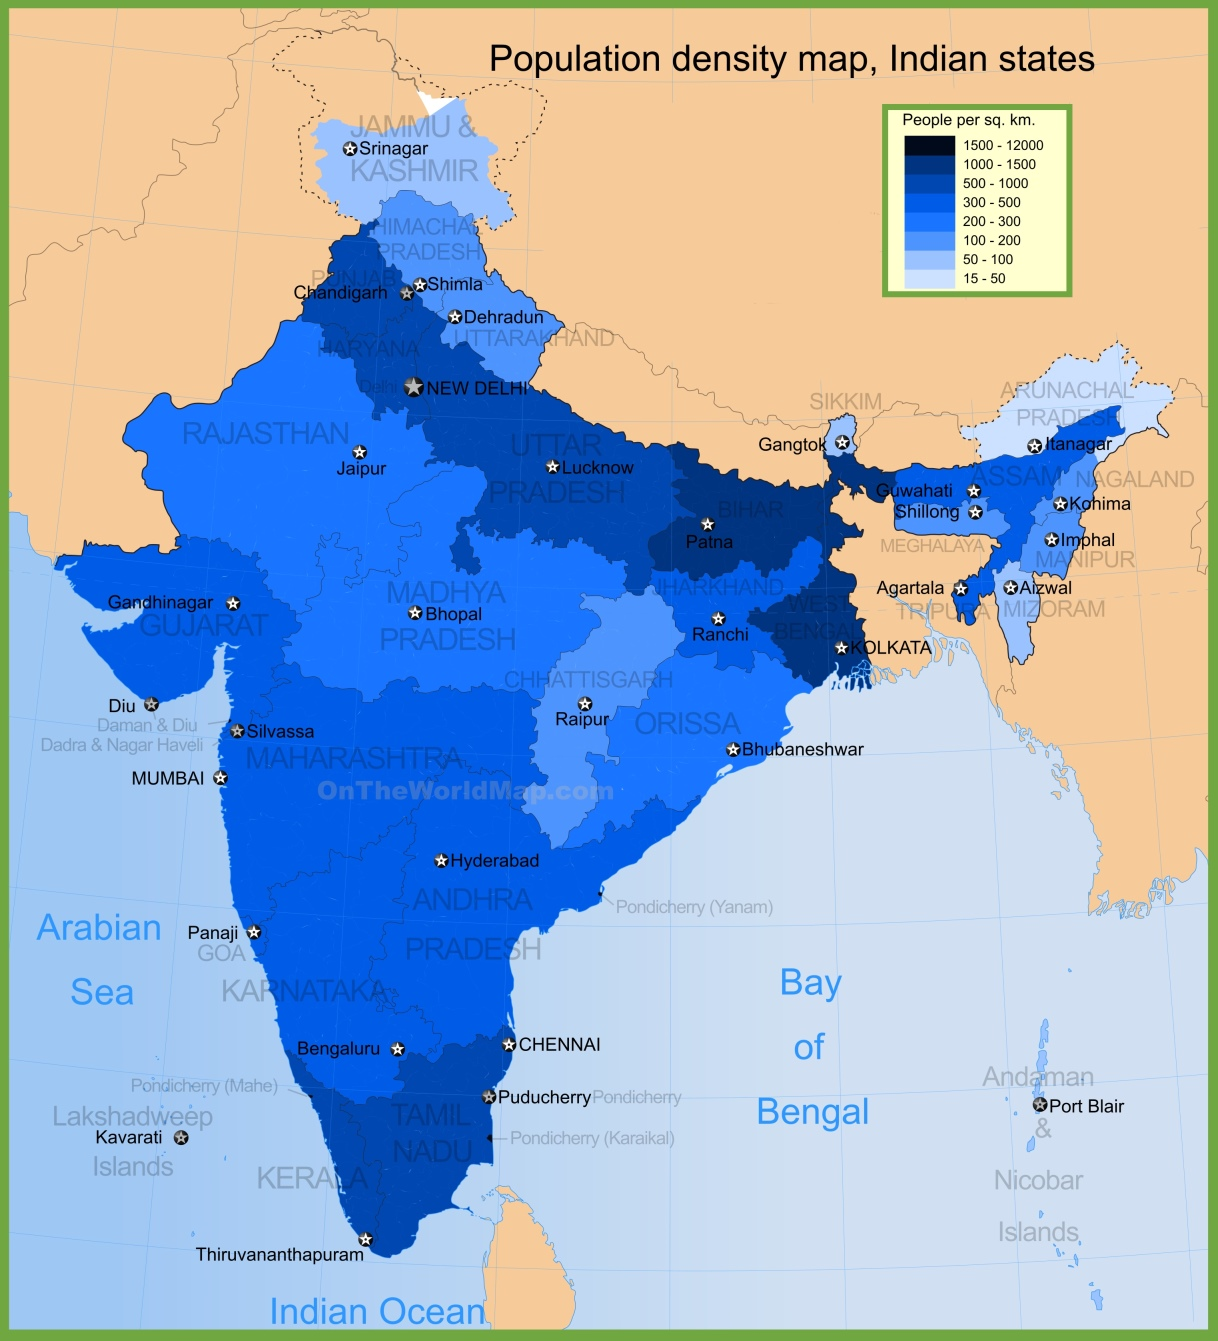 Population density map, Indian states
People per sq. km.
1500 - 12000
1000 - 1500
500 - 1000
300 - 500
200 - 300
100 - 200
50 - 100
15 - 50
JAMMU &
Srinagar
KASHMIR
HIMACHAL
PRADESH
PUNJAB
Shimla
Chandigarh
Dehradun
UTTARAKHAND
HARYANA
Delhi
NEW DELHI
ARUNACHAL
PRADESH
SIKKIM
Gangtok
Itanagar
RAJASTHAN
Jaipur
UTTAR
Lucknow
PRADESH
ASSAM
NAGALAND
Guwahati
Kohima
Shillong
BIHAR
Patna
Imphal
MEGHALAYA
MANIPUR
JHARKHAND
Agartala
Aizwal
TRIPURA
MIZORAM
MADHYA
Bhopal
PRADESH
Gandhinagar
GUJARAT
WEST
BENGAL
Ranchi
KOLKATA
CHHATTISGARH
Raipur
ORISSA
Bhubaneshwar
Diu
Daman & Diu
Silvassa
Dadra & Nagar Haveli
MAHARASHTRA
MUMBAI
OnTheWorldMap.com
Hyderabad
ANDHRA
PRADESH
Pondicherry (Yanam)
Arabian
Sea
Panaji
GOA
KARNATAKA
Bay
of
Bengal
Bengaluru
CHENNAI
Pondicherry (Mahe)
Puducherry
Pondicherry
Lakshadweep
Kavarati
Islands
TAMIL
NADU
Pondicherry (Karaikal)
KERALA
Thiruvananthapuram
Andaman
Port Blair
&
Nicobar
Islands
Indian Ocean